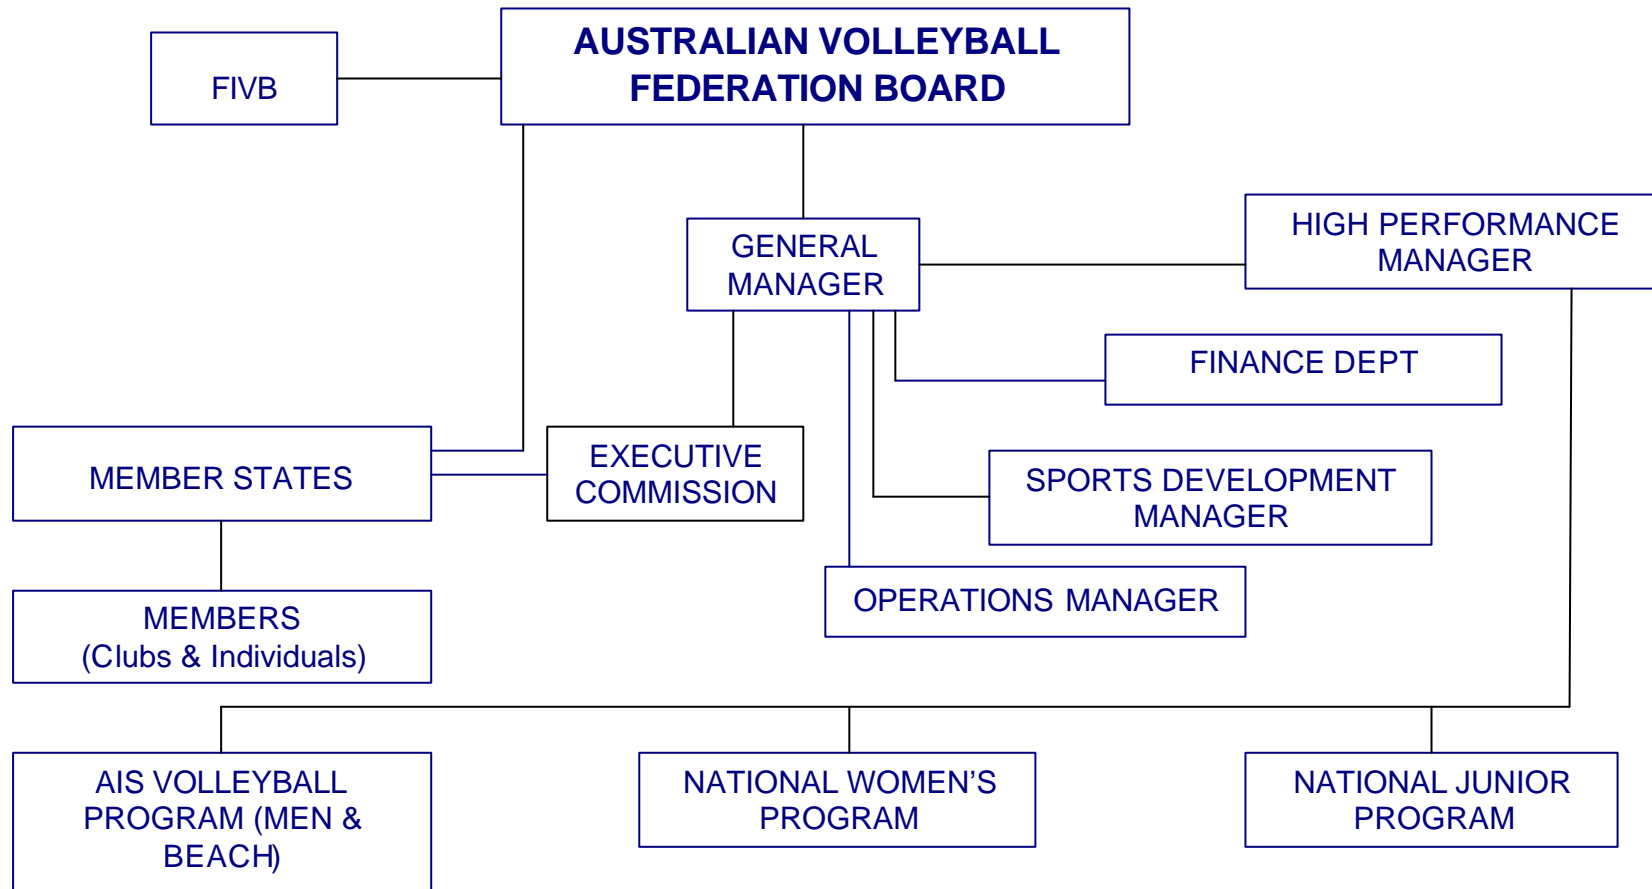 AUSTRALIAN VOLLEYBALL
FEDERATION BOARD
FIVB
GENERAL
MANAGER
HIGH PERFORMANCE
MANAGER
FINANCE DEPT
MEMBER STATES
EXECUTIVE
COMMISSION
SPORTS DEVELOPMENT
MANAGER
OPERATIONS MANAGER
MEMBERS
(Clubs & Individuals)
AIS VOLLEYBALL
PROGRAM (MEN &
BEACH)
NATIONAL WOMEN’S
PROGRAM
NATIONAL JUNIOR
PROGRAM